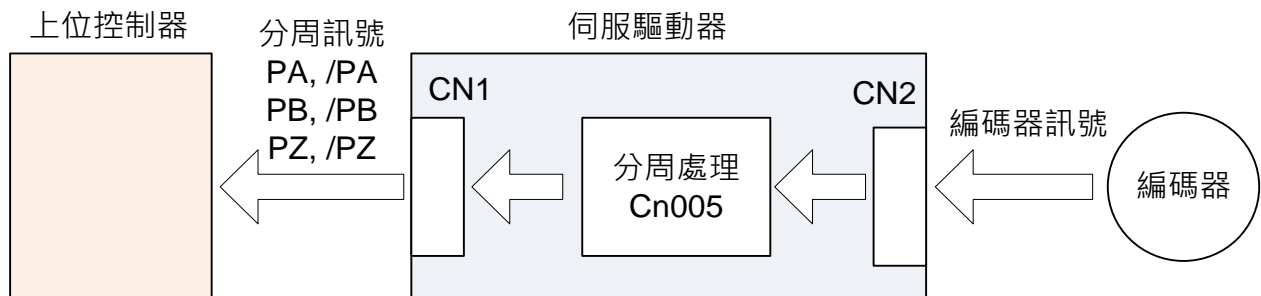 上位控制器
分周訊號
PA, /PA
PB, /PB
PZ, /PZ
伺服驅動器
CN1
分周處理
Cn005
CN2
編碼器訊號
編碼器